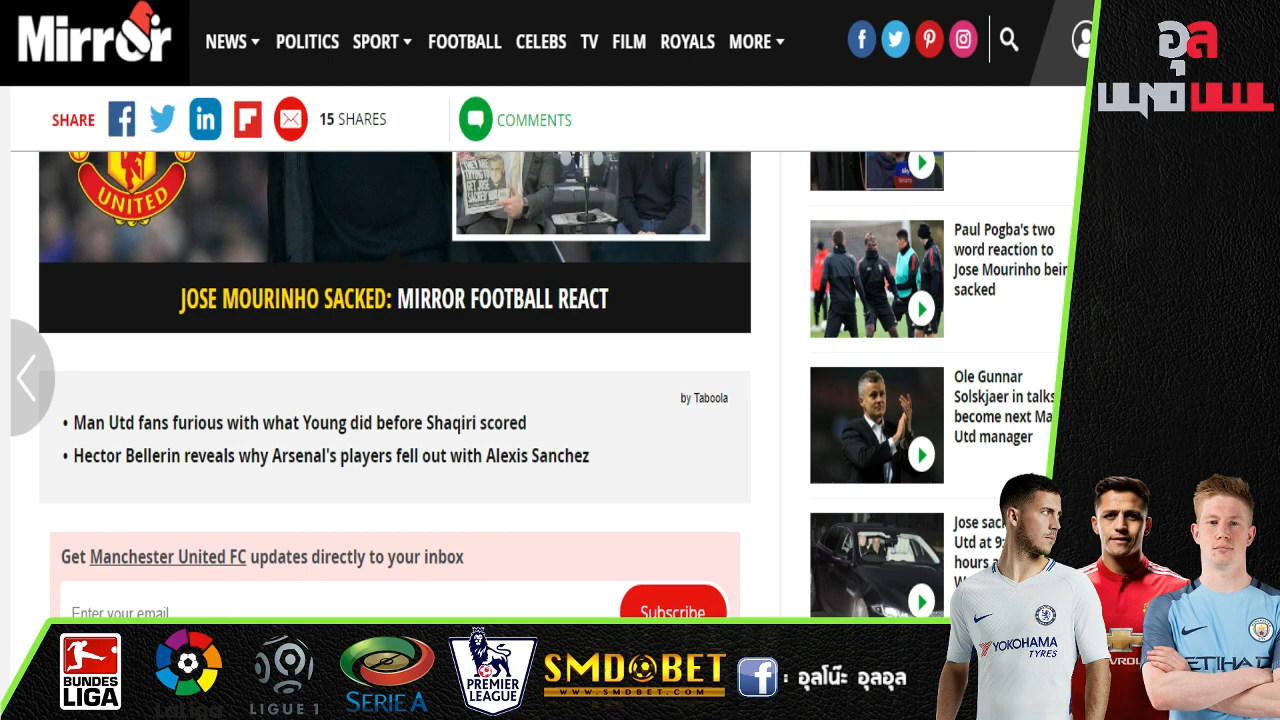 Mirror
NEWS POLITICS SPORT FOOTBALL CELEBS TV FILM ROYALS MORE
SHARE 15 SHARES COMMENTS
UNITED
JOSE MOURINHO SACKED: MIRROR FOOTBALL REACT
by Taboola
• Man Utd fans furious with what Young did before Shaqiri scored
• Hector Bellerin reveals why Arsenal's players fell out with Alexis Sanchez
Get Manchester United FC updates directly to your inbox
Enter your email
Subscribe
Paul Pogba's two
word reaction to
Jose Mourinho bein
sacked
Ole Gunnar
Solskjaer in talks
become next Ma
Utd manager
Jose sac
Utd at 9:
hours a
W
อุล
YOKOHAMA
TYRES
ETIHAD
BUNDES
LIGA
LaLiga
LIGUE 1
SERIE A
PREMIER
LEAGUE
SMDBET
WWW.SMDBET.COM
: อุลโน๊ะ อุลอุล